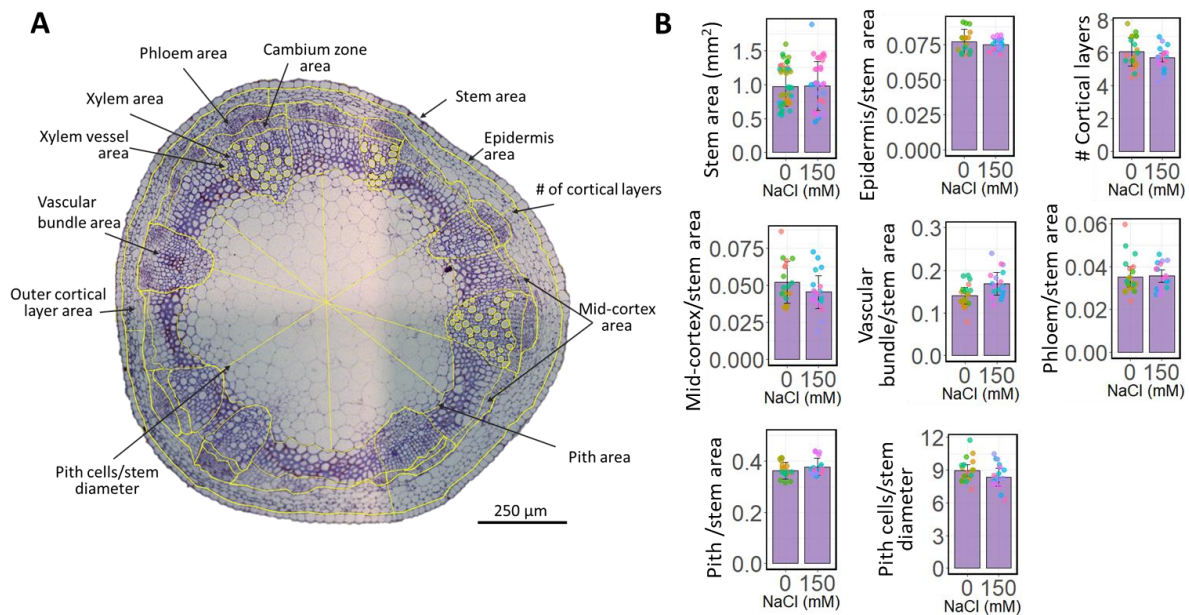 A
Phloem area
Cambium zone
area
Xylem area
Stem area
Xylem vessel
area
Epidermis
area
# of cortical layers
Vascular
bundle area
Outer cortical
layer area
Mid-cortex
area
Pith area
Pith cells/stem
diameter
250 µm
B
Stem area (mm²)
1.5
1.0
0.5
0.0
0 150
NaCl (mM)
Epidermis/stem area
0.075
0.050
0.025
0.000
0 150
NaCl (mM)
# Cortical layers
8
6
4
2
0
0 150
NaCl (mM)
Mid-cortex/stem area
0.075
0.050
0.025
0.000
0 150
NaCl (mM)
Vascular
bundle/stem area
0.3
0.2
0.1
0.0
0 150
NaCl (mM)
Phloem/stem area
0.06
0.04
0.02
0.00
0 150
NaCl (mM)
Pith /stem area
0.4
0.2
0.0
0 150
NaCl (mM)
Pith cells/stem
diameter
12
9
6
3
0
0 150
NaCl (mM)